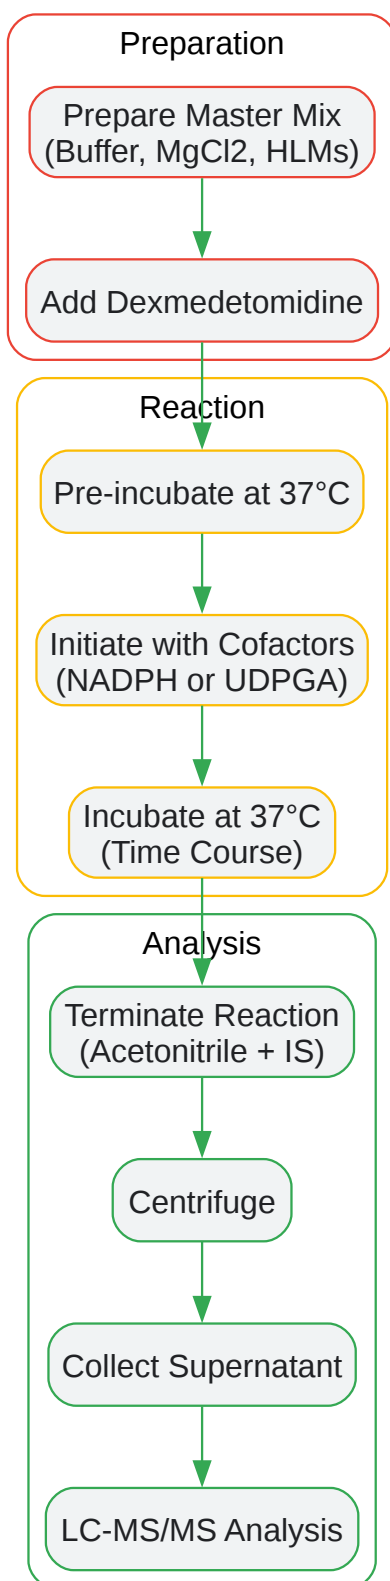 Preparation
Prepare Master Mix
(Buffer, MgCl2, HLMs)
Add Dexmedetomidine
Reaction
Pre-incubate at 37°C
Initiate with Cofactors
(NADPH or UDPGA)
Incubate at 37°C
(Time Course)
Analysis
Terminate Reaction
(Acetonitrile + IS)
Centrifuge
Collect Supernatant
LC-MS/MS Analysis